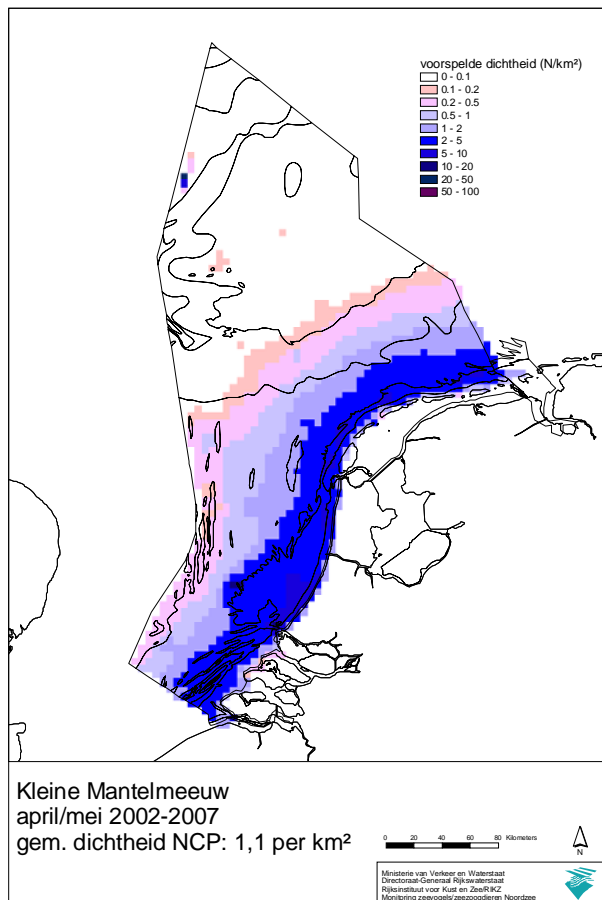 voorspelde dichtheid (N/km²)
0 - 0.1
0.1 - 0.2
0.2 - 0.5
0.5 - 1
1 - 2
2 - 5
5 - 10
10 - 20
20 - 50
50 - 100
Kleine Mantelmeeuw
april/mei 2002-2007
gem. dichtheid NCP: 1,1 per km²
0 20 40 60 80 Kilometers
N
Ministerie van Verkeer en Waterstaat
Directoraat-Generaal Rijkswaterstaat
Rijksinstituut voor Kust en Zee/RIKZ
Monitoring zeevogels/zeezoogdieren Noordzee